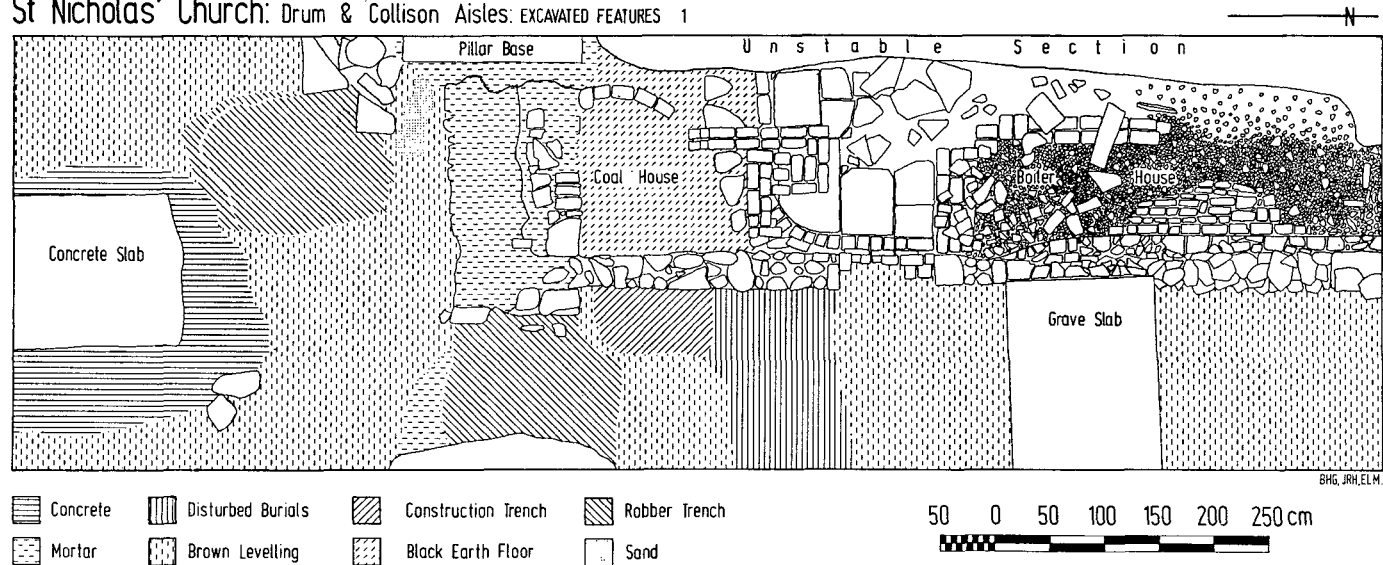 St Nicholas' Church: Drum & Collison Aisles: EXCAVATED FEATURES 1
N
Pillar Base
Unstable Section
Coal House
Boiler House
Concrete Slab
Grave Slab
BHG, JRH, ELM.
Concrete
Disturbed Burials
Construction Trench
Robber Trench
Mortar
Brown Levelling
Black Earth Floor
Sand
50 0 50 100 150 200 250 cm